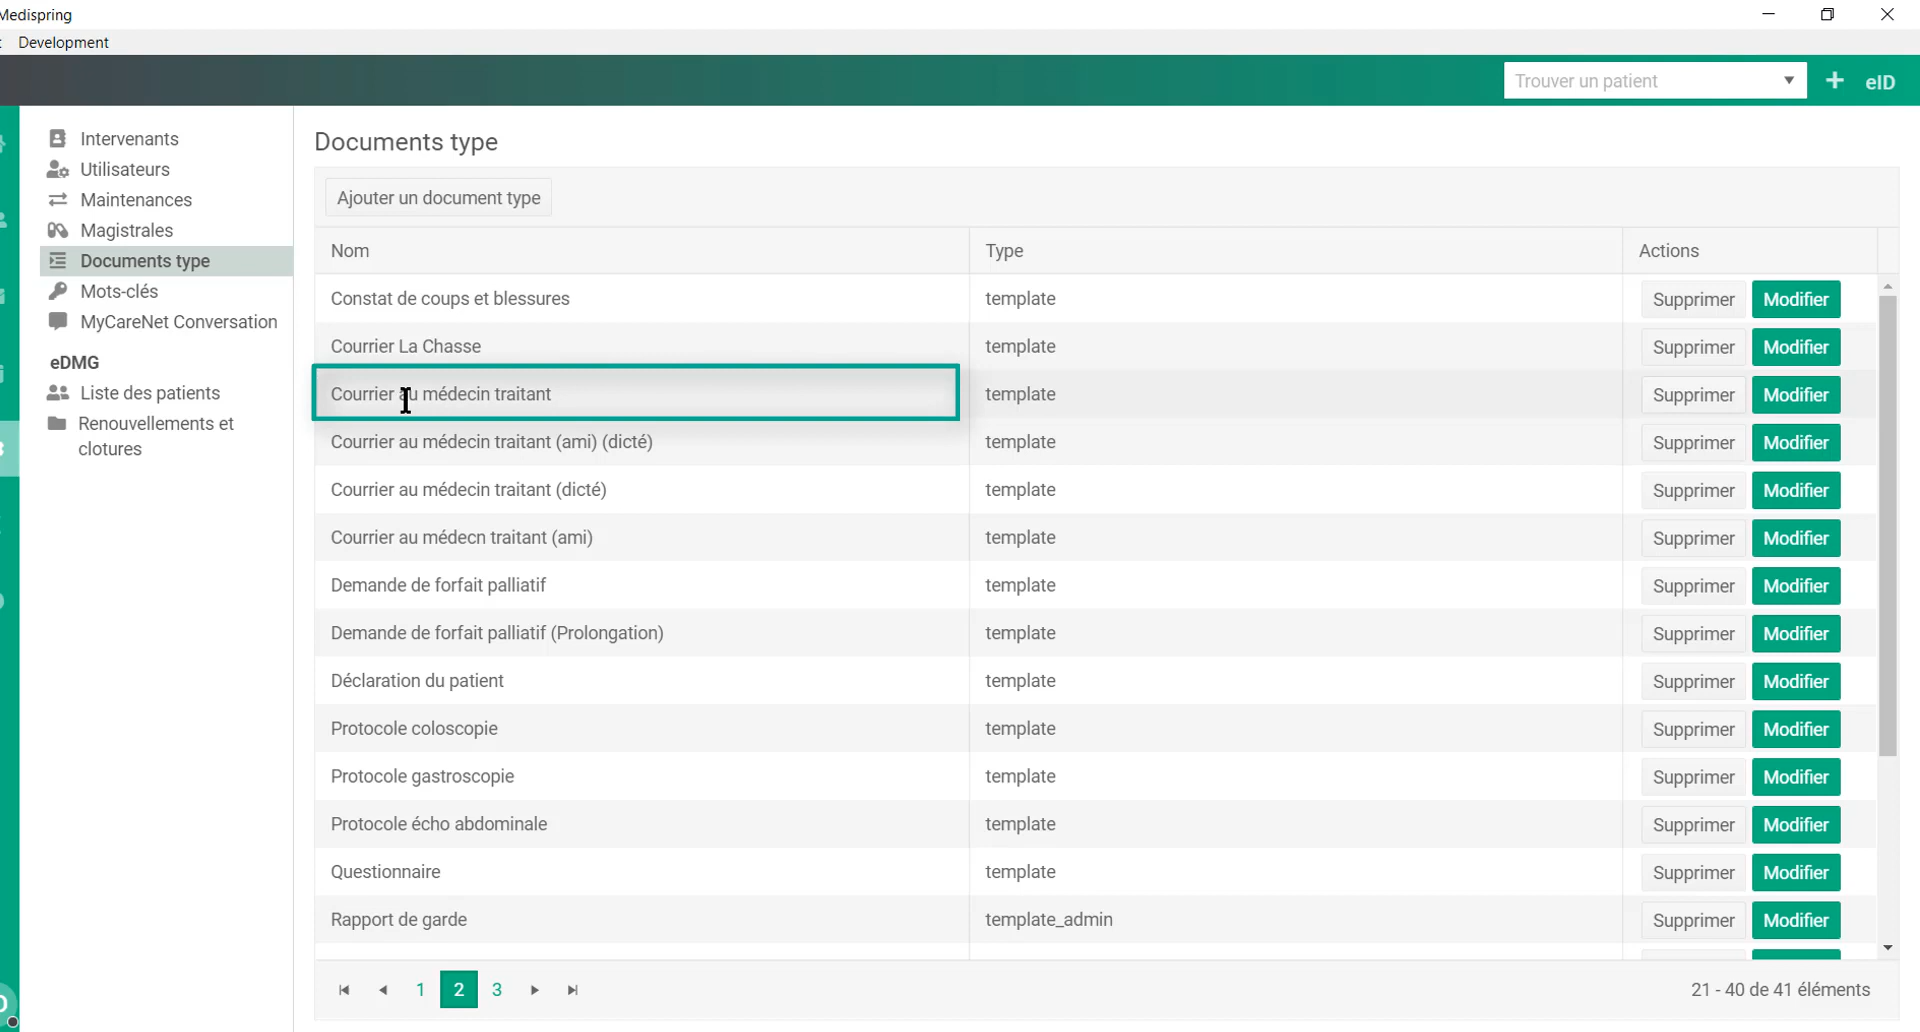 Medispring
Development
Trouver un patient
eID
Intervenants
Utilisateurs
Maintenances
Magistrales
Documents type
Mots-clés
MyCareNet Conversation
eDMG
Liste des patients
Renouvellements et
clotures
Documents type
Ajouter un document type
Nom Type Actions
Constat de coups et blessures template Supprimer Modifier
Courrier La Chasse template Supprimer Modifier
Courrier au médecin traitant template Supprimer Modifier
Courrier au médecin traitant (ami) (dicté) template Supprimer Modifier
Courrier au médecin traitant (dicté) template Supprimer Modifier
Courrier au médecn traitant (ami) template Supprimer Modifier
Demande de forfait palliatif template Supprimer Modifier
Demande de forfait palliatif (Prolongation) template Supprimer Modifier
Déclaration du patient template Supprimer Modifier
Protocole coloscopie template Supprimer Modifier
Protocole gastroscopie template Supprimer Modifier
Protocole écho abdominale template Supprimer Modifier
Questionnaire template Supprimer Modifier
Rapport de garde template_admin Supprimer Modifier
1 2 3
21 - 40 de 41 éléments